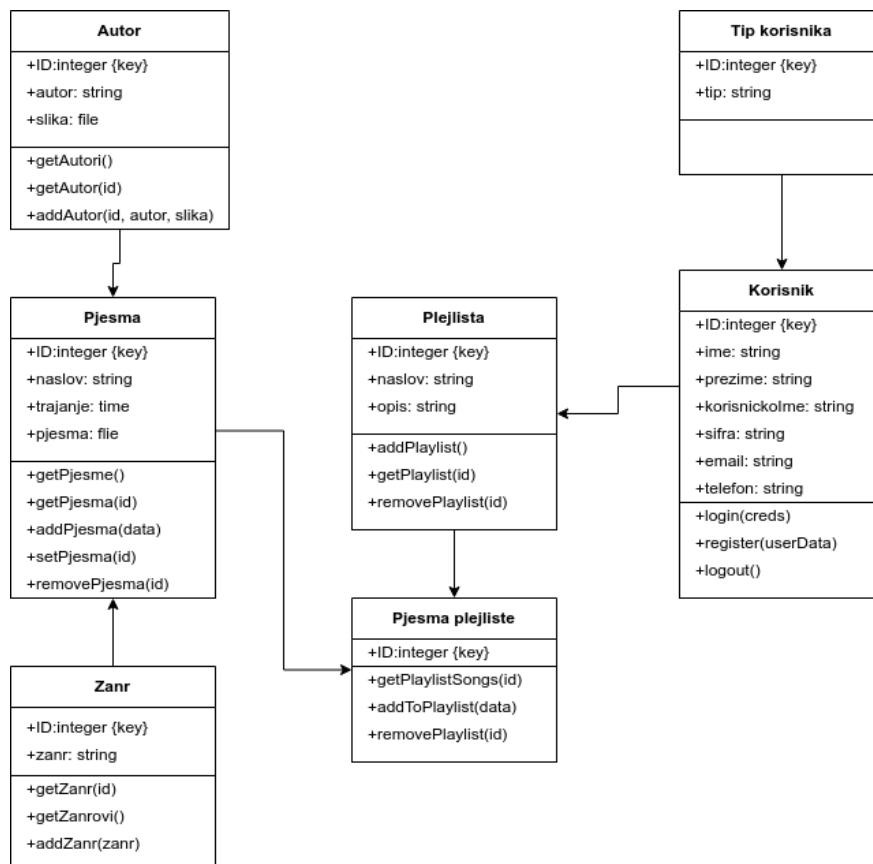 Autor
+ID:integer {key}
+autor: string
+slika: file
+getAutori()
+getAutor(id)
+addAutor(id, autor, slika)
Tip korisnika
+ID:integer {key}
+tip: string
Pjesma
+ID:integer {key}
+naslov: string
+trajanje: time
+pjesma: flie
+getPjesme()
+getPjesma(id)
+addPjesma(data)
+setPjesma(id)
+removePjesma(id)
Plejlista
+ID:integer {key}
+naslov: string
+opis: string
+addPlaylist()
+getPlaylist(id)
+removePlaylist(id)
Korisnik
+ID:integer {key}
+ime: string
+prezime: string
+korisnickoIme: string
+sifra: string
+email: string
+telefon: string
+login(creds)
+register(userData)
+logout()
Pjesma plejliste
+ID:integer {key}
+getPlaylistSongs(id)
+addToPlaylist(data)
+removePlaylist(id)
Zanr
+ID:integer {key}
+zanr: string
+getZanr(id)
+getZanrovi()
+addZanr(zanr)